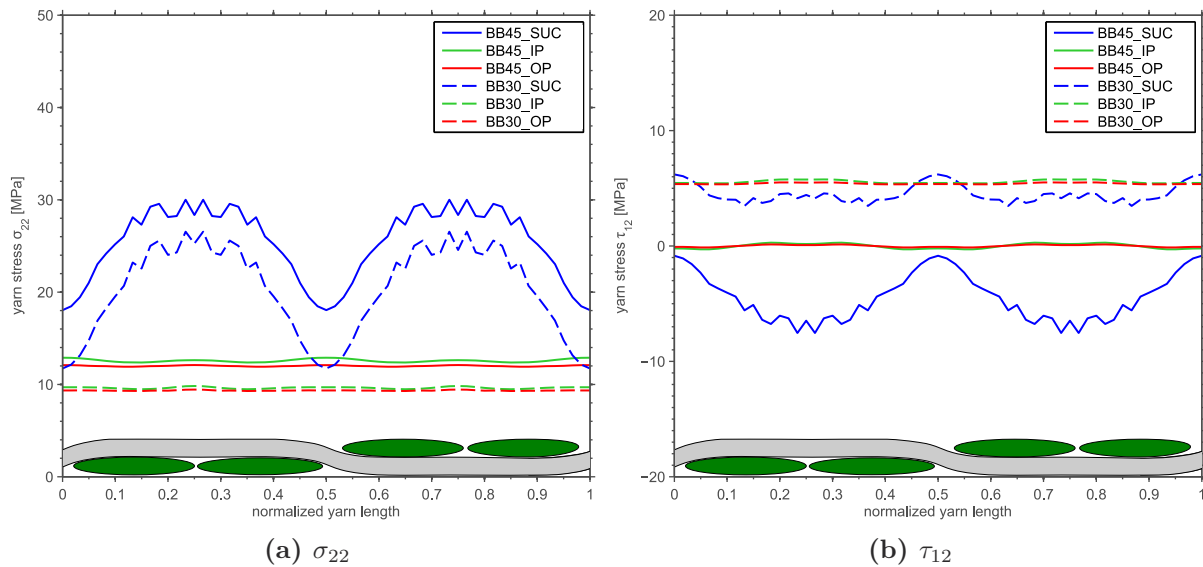 50
40
30
20
10
0
yarn stress σ22 [MPa]
BB45_SUC
BB45_IP
BB45_OP
BB30_SUC
BB30_IP
BB30_OP
0 0.1 0.2 0.3 0.4 0.5 0.6 0.7 0.8 0.9 1
normalized yarn length
(a) σ22
20
10
0
−10
−20
yarn stress τ12 [MPa]
BB45_SUC
BB45_IP
BB45_OP
BB30_SUC
BB30_IP
BB30_OP
0 0.1 0.2 0.3 0.4 0.5 0.6 0.7 0.8 0.9 1
normalized yarn length
(b) τ12